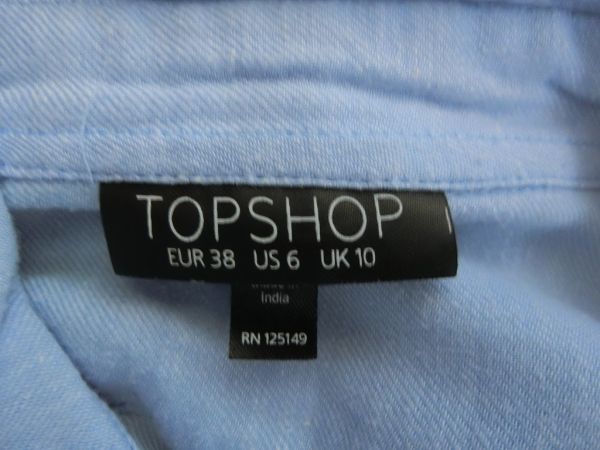 TOPSHOP
EUR 38 US 6 UK 10
India
RN 125149